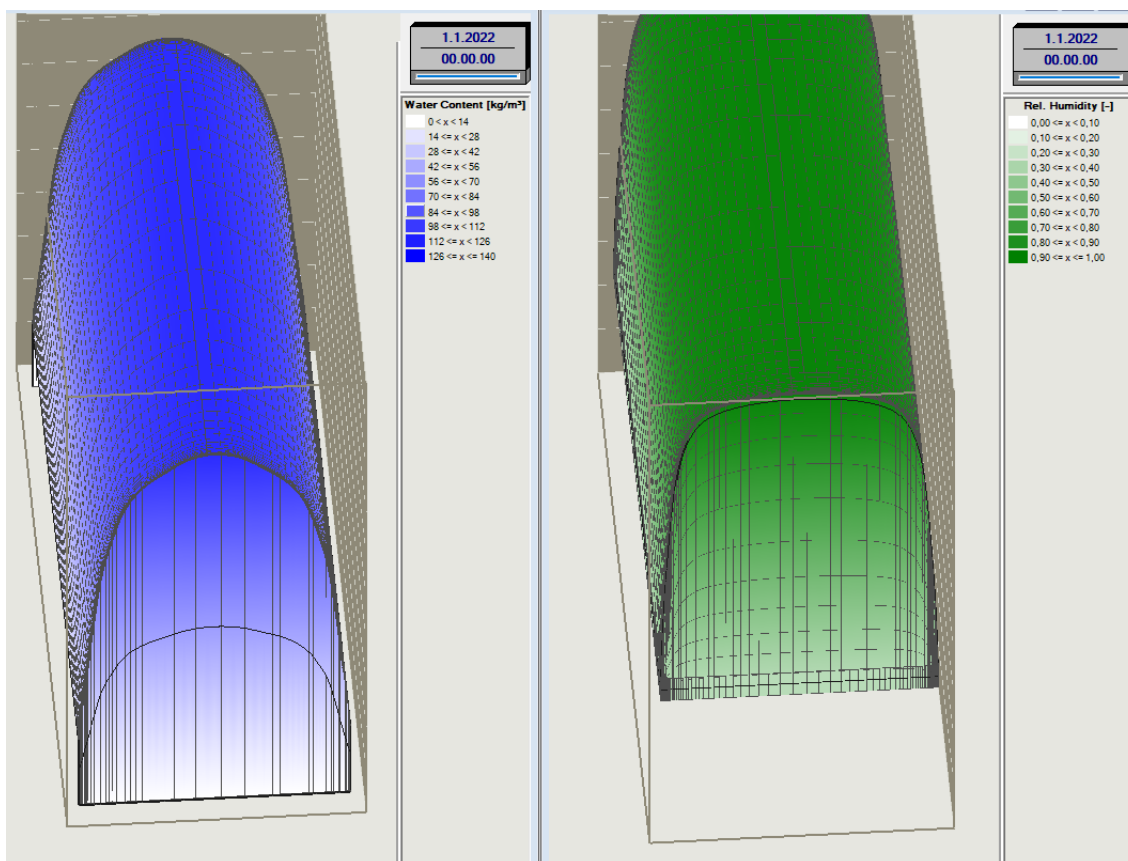 1.1.2022
00.00.00
Water Content [kg/m³]
0 < x < 14
14 <= x < 28
28 <= x < 42
42 <= x < 56
56 <= x < 70
70 <= x < 84
84 <= x < 98
98 <= x < 112
112 <= x < 126
126 <= x <= 140
1.1.2022
00.00.00
Rel. Humidity [-]
0,00 <= x < 0,10
0,10 <= x < 0,20
0,20 <= x < 0,30
0,30 <= x < 0,40
0,40 <= x < 0,50
0,50 <= x < 0,60
0,60 <= x < 0,70
0,70 <= x < 0,80
0,80 <= x < 0,90
0,90 <= x <= 1,00